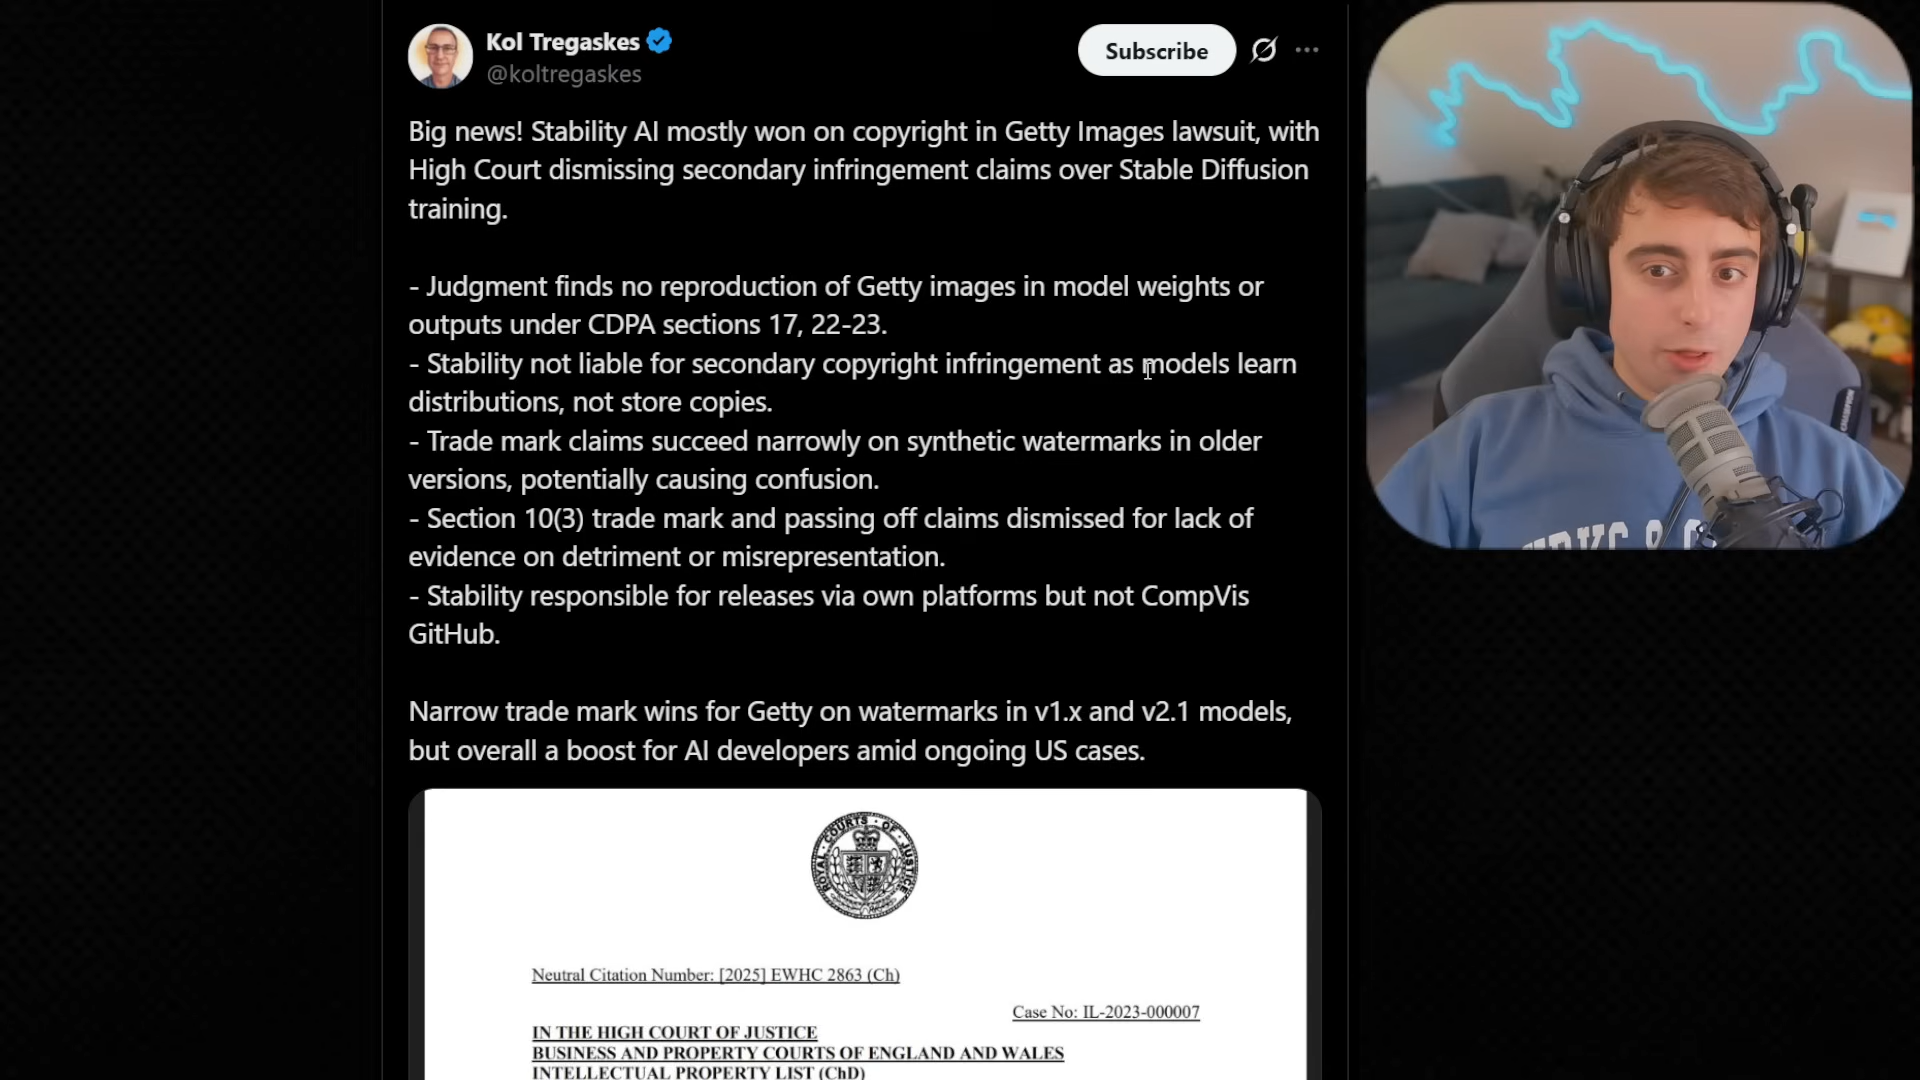 Kol Tregaskes
@koltregaskes
Subscribe
Big news! Stability AI mostly won on copyright in Getty Images lawsuit, with
High Court dismissing secondary infringement claims over Stable Diffusion
training.
- Judgment finds no reproduction of Getty images in model weights or
outputs under CDPA sections 17, 22-23.
- Stability not liable for secondary copyright infringement as models learn
distributions, not store copies.
- Trade mark claims succeed narrowly on synthetic watermarks in older
versions, potentially causing confusion.
- Section 10(3) trade mark and passing off claims dismissed for lack of
evidence on detriment or misrepresentation.
- Stability responsible for releases via own platforms but not CompVis
GitHub.
Narrow trade mark wins for Getty on watermarks in v1.x and v2.1 models,
but overall a boost for AI developers amid ongoing US cases.
ROYAL COURTS OF JUSTICE
Neutral Citation Number: [2025] EWHC 2863 (Ch)
Case No: IL-2023-000007
IN THE HIGH COURT OF JUSTICE
BUSINESS AND PROPERTY COURTS OF ENGLAND AND WALES
INTELLECTUAL PROPERTY LIST (ChD)
CHAMPION